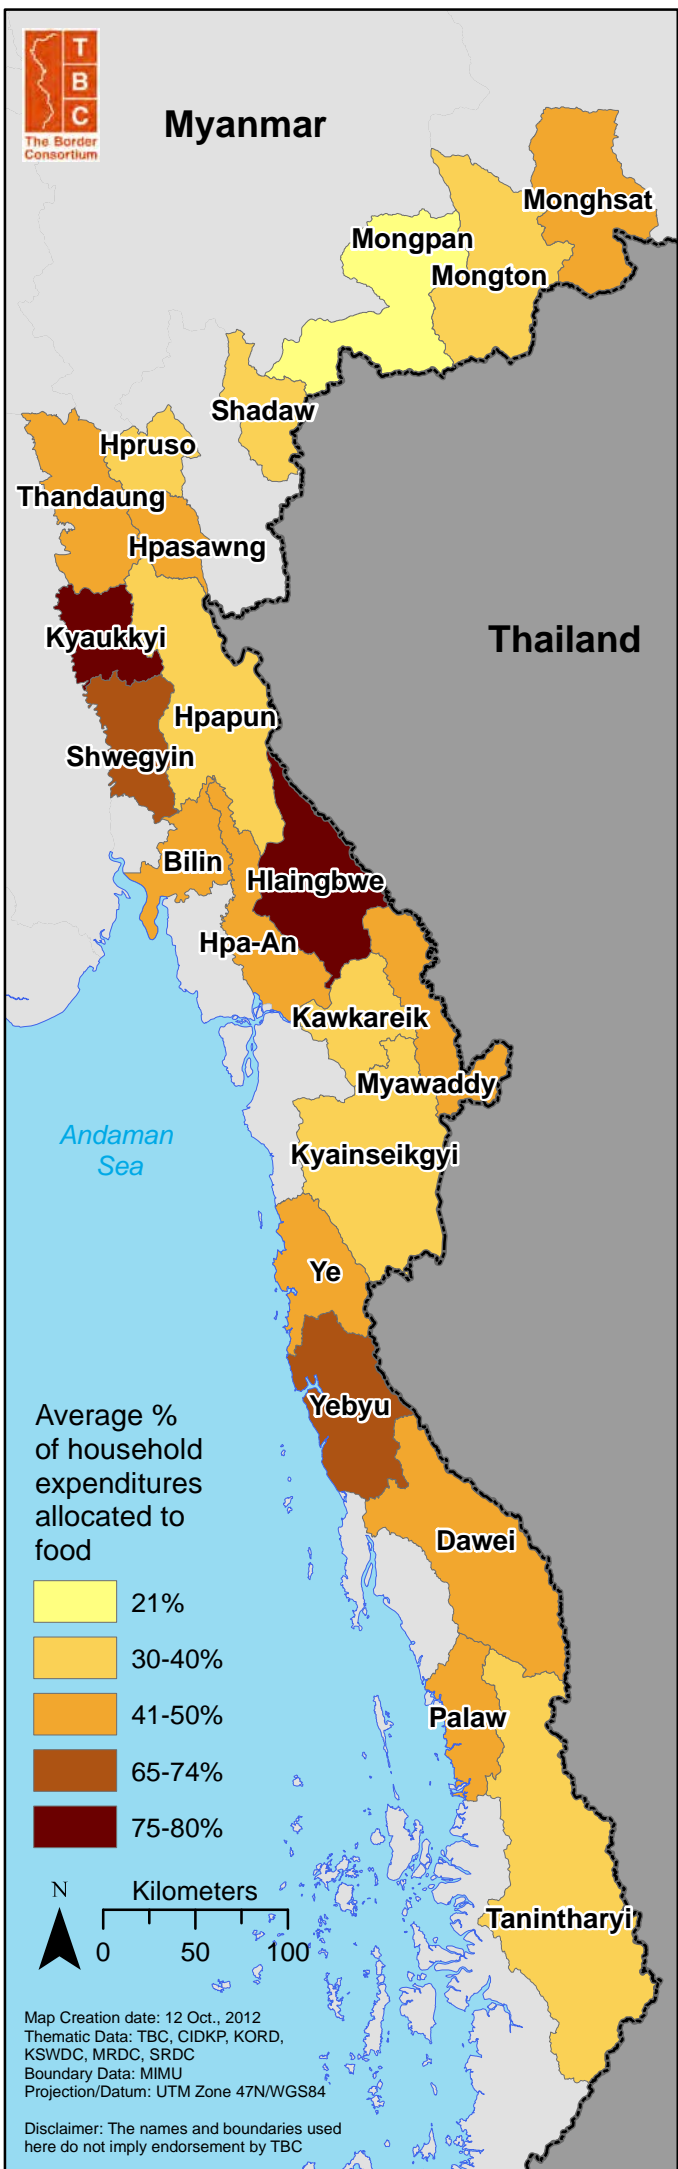 T
B
C
The Border
Consortium
Myanmar
Monghsat
Mongpan
Mongton
Shadaw
Hpruso
Thandaung
Hpasawng
Kyaukkyi
Thailand
Hpapun
Shwegyin
Bilin
Hlaingbwe
Hpa-An
Kawkareik
Myawaddy
Andaman
Sea
Kyainseikgyi
Ye
Yebyu
Average %
of household
expenditures
allocated to
food
21%
30-40%
41-50%
65-74%
75-80%
Dawei
Palaw
Tanintharyi
N
Kilometers
0 50 100
Map Creation date: 12 Oct., 2012
Thematic Data: TBC, CIDKP, KORD,
KSWDC, MRDC, SRDC
Boundary Data: MIMU
Projection/Datum: UTM Zone 47N/WGS84
Disclaimer: The names and boundaries used
here do not imply endorsement by TBC